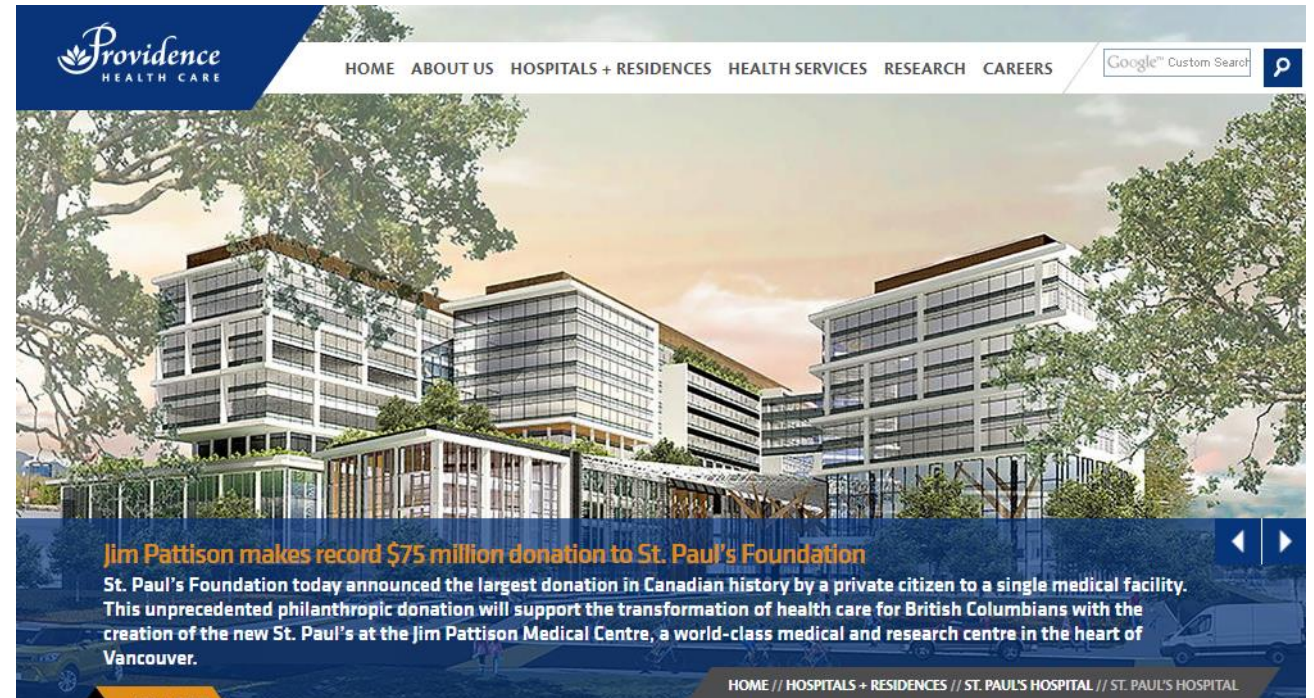 Providence
HEALTH CARE
HOME ABOUT US HOSPITALS + RESIDENCES HEALTH SERVICES RESEARCH CAREERS
Google™ Custom Search
Jim Pattison makes record $75 million donation to St. Paul's Foundation
St. Paul's Foundation today announced the largest donation in Canadian history by a private citizen to a single medical facility.
This unprecedented philanthropic donation will support the transformation of health care for British Columbians with the
creation of the new St. Paul's at the Jim Pattison Medical Centre, a world-class medical and research centre in the heart of
Vancouver.
HOME // HOSPITALS + RESIDENCES // ST. PAUL'S HOSPITAL // ST. PAUL'S HOSPITAL